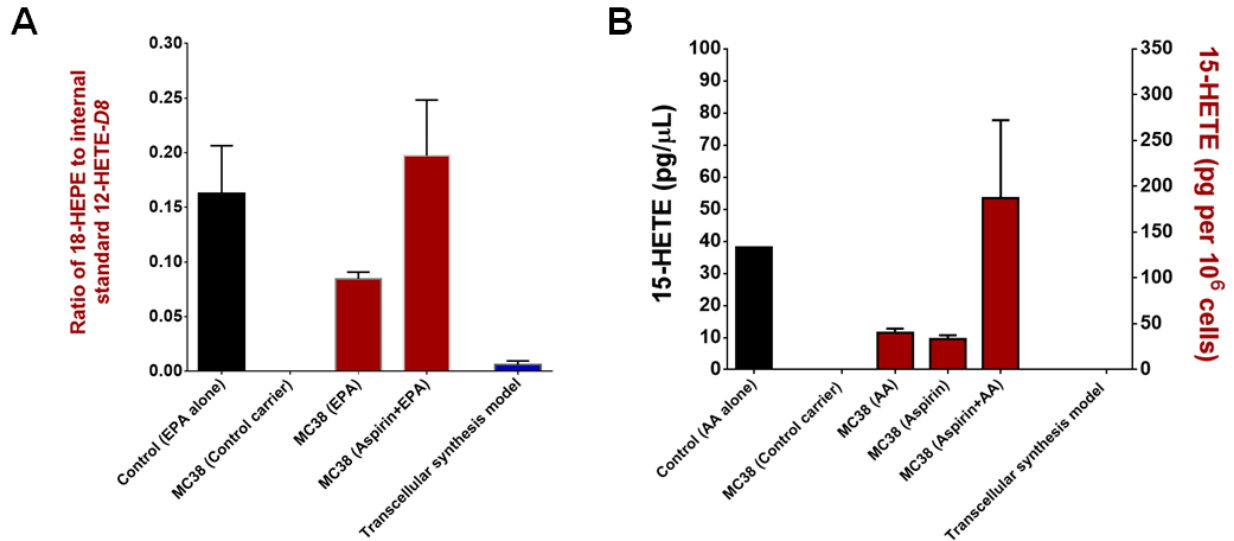 A
Ratio of 18-HEPE to internal
standard 12-HETE-D8
0.30
0.25
0.20
0.15
0.10
0.05
0.00
Control (EPA alone)
MC38 (Control carrier)
MC38 (EPA)
MC38 (Aspirin+EPA)
Transcellular synthesis model
B
15-HETE (pg/µL)
100
90
80
70
60
50
40
30
20
10
0
350
300
250
200
150
100
50
0
15-HETE (pg per 10⁶ cells)
Control (AA alone)
MC38 (Control carrier)
MC38 (AA)
MC38 (Aspirin)
MC38 (Aspirin+AA)
Transcellular synthesis model